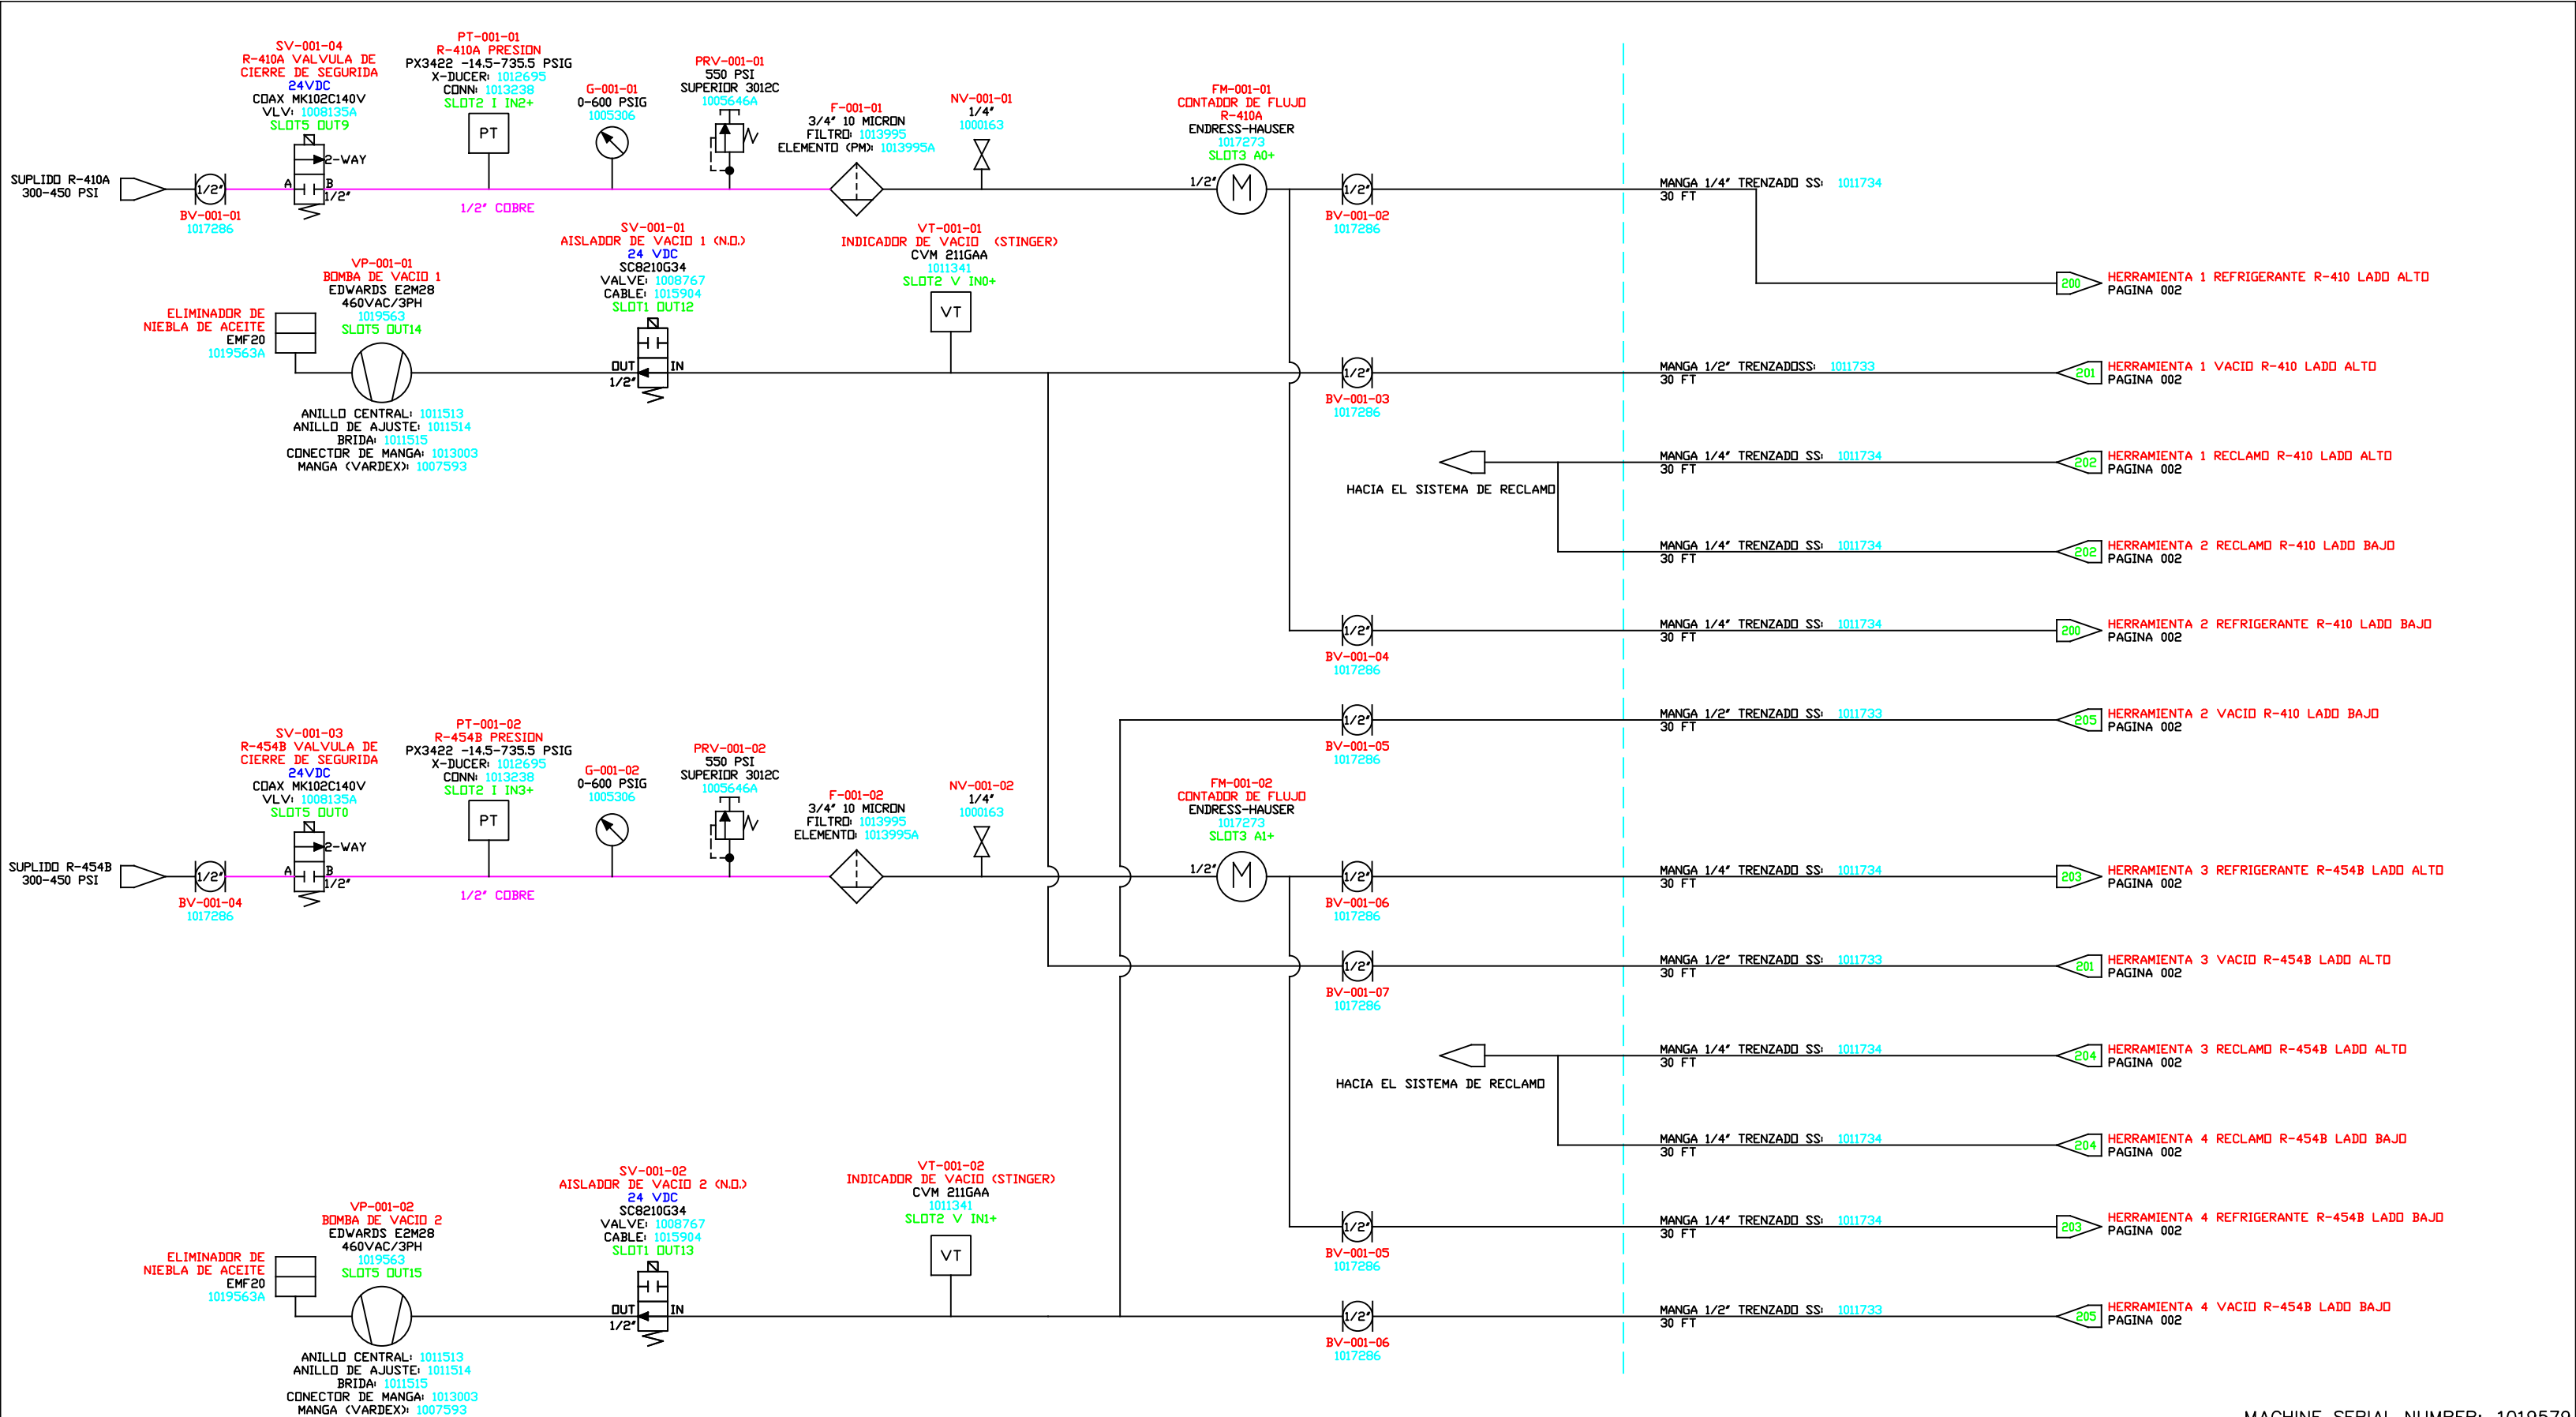 SV-001-04
R-410A VALVULA DE
CIERRE DE SEGURIDA
24VDC
COAX MK102C140V
VLV: 1008135A
SLOT5 OUT9
2-WAY
A
B
1/2"
PT-001-01
R-410A PRESION
PX3422 -14.5-735.5 PSIG
X-DUCER: 1012695
CONN: 1013238
SLOT2 I IN2+
PT
G-001-01
0-600 PSIG
1005306
PRV-001-01
550 PSI
SUPERIOR 3012C
1005646A
F-001-01
3/4" 10 MICRON
FILTRO: 1013995
ELEMENTO (PM): 1013995A
NV-001-01
1/4"
1000163
FM-001-01
CONTADOR DE FLUJO
R-410A
ENDRESS-HAUSER
1017273
SLOT3 A0+
1/2"
M
SUPLIDO R-410A
300-450 PSI
1/2"
BV-001-01
1017286
1/2" COBRE
1/2"
BV-001-02
1017286
MANGA 1/4" TRENZADO SS: 1011734
30 FT
200
HERRAMIENTA 1 REFRIGERANTE R-410 LADO ALTO
PAGINA 002
VP-001-01
BOMBA DE VACIO 1
EDWARDS E2M28
460VAC/3PH
1019563
SLOT5 OUT14
ELIMINADOR DE
NIEBLA DE ACEITE
EMF20
1019563A
ANILLO CENTRAL: 1011513
ANILLO DE AJUSTE: 1011514
BRIDA: 1011515
CONECTOR DE MANGA: 1013003
MANGA (VARDEX): 1007593
SV-001-01
AISLADOR DE VACIO 1 (N.O.)
24 VDC
SC8210G34
VALVE: 1008767
CABLE: 1015904
SLOT1 OUT12
OUT
IN
1/2"
VT-001-01
INDICADOR DE VACIO (STINGER)
CVM 211GAA
1011341
SLOT2 V IN0+
VT
1/2"
BV-001-03
1017286
MANGA 1/2" TRENZADOSS: 1011733
30 FT
201
HERRAMIENTA 1 VACIO R-410 LADO ALTO
PAGINA 002
HACIA EL SISTEMA DE RECLAMO
MANGA 1/4" TRENZADO SS: 1011734
30 FT
202
HERRAMIENTA 1 RECLAMO R-410 LADO ALTO
PAGINA 002
MANGA 1/4" TRENZADO SS: 1011734
30 FT
202
HERRAMIENTA 2 RECLAMO R-410 LADO BAJO
PAGINA 002
1/2"
BV-001-04
1017286
MANGA 1/4" TRENZADO SS: 1011734
30 FT
200
HERRAMIENTA 2 REFRIGERANTE R-410 LADO BAJO
PAGINA 002
1/2"
BV-001-05
1017286
MANGA 1/2" TRENZADO SS: 1011733
30 FT
205
HERRAMIENTA 2 VACIO R-410 LADO BAJO
PAGINA 002
SV-001-03
R-454B VALVULA DE
CIERRE DE SEGURIDA
24VDC
COAX MK102C140V
VLV: 1008135A
SLOT5 OUT0
2-WAY
A
B
1/2"
PT-001-02
R-454B PRESION
PX3422 -14.5-735.5 PSIG
X-DUCER: 1012695
CONN: 1013238
SLOT2 I IN3+
PT
G-001-02
0-600 PSIG
1005306
PRV-001-02
550 PSI
SUPERIOR 3012C
1005646A
F-001-02
3/4" 10 MICRON
FILTRO: 1013995
ELEMENTO: 1013995A
NV-001-02
1/4"
1000163
FM-001-02
CONTADOR DE FLUJO
ENDRESS-HAUSER
1017273
SLOT3 A1+
1/2"
M
SUPLIDO R-454B
300-450 PSI
1/2"
BV-001-04
1017286
1/2" COBRE
1/2"
BV-001-06
1017286
MANGA 1/4" TRENZADO SS: 1011734
30 FT
203
HERRAMIENTA 3 REFRIGERANTE R-454B LADO ALTO
PAGINA 002
1/2"
BV-001-07
1017286
MANGA 1/2" TRENZADO SS: 1011733
30 FT
201
HERRAMIENTA 3 VACIO R-454B LADO ALTO
PAGINA 002
HACIA EL SISTEMA DE RECLAMO
MANGA 1/4" TRENZADO SS: 1011734
30 FT
204
HERRAMIENTA 3 RECLAMO R-454B LADO ALTO
PAGINA 002
MANGA 1/4" TRENZADO SS: 1011734
30 FT
204
HERRAMIENTA 4 RECLAMO R-454B LADO BAJO
PAGINA 002
1/2"
BV-001-05
1017286
MANGA 1/4" TRENZADO SS: 1011734
30 FT
203
HERRAMIENTA 4 REFRIGERANTE R-454B LADO BAJO
PAGINA 002
VP-001-02
BOMBA DE VACIO 2
EDWARDS E2M28
460VAC/3PH
1019563
SLOT5 OUT15
ELIMINADOR DE
NIEBLA DE ACEITE
EMF20
1019563A
ANILLO CENTRAL: 1011513
ANILLO DE AJUSTE: 1011514
BRIDA: 1011515
CONECTOR DE MANGA: 1013003
MANGA (VARDEX): 1007593
SV-001-02
AISLADOR DE VACIO 2 (N.O.)
24 VDC
SC8210G34
VALVE: 1008767
CABLE: 1015904
SLOT1 OUT13
OUT
IN
1/2"
VT-001-02
INDICADOR DE VACIO (STINGER)
CVM 211GAA
1011341
SLOT2 V IN1+
VT
1/2"
BV-001-06
1017286
MANGA 1/2" TRENZADO SS: 1011733
30 FT
205
HERRAMIENTA 4 VACIO R-454B LADO BAJO
PAGINA 002
MACHINE SERIAL NUMBER: 1019579